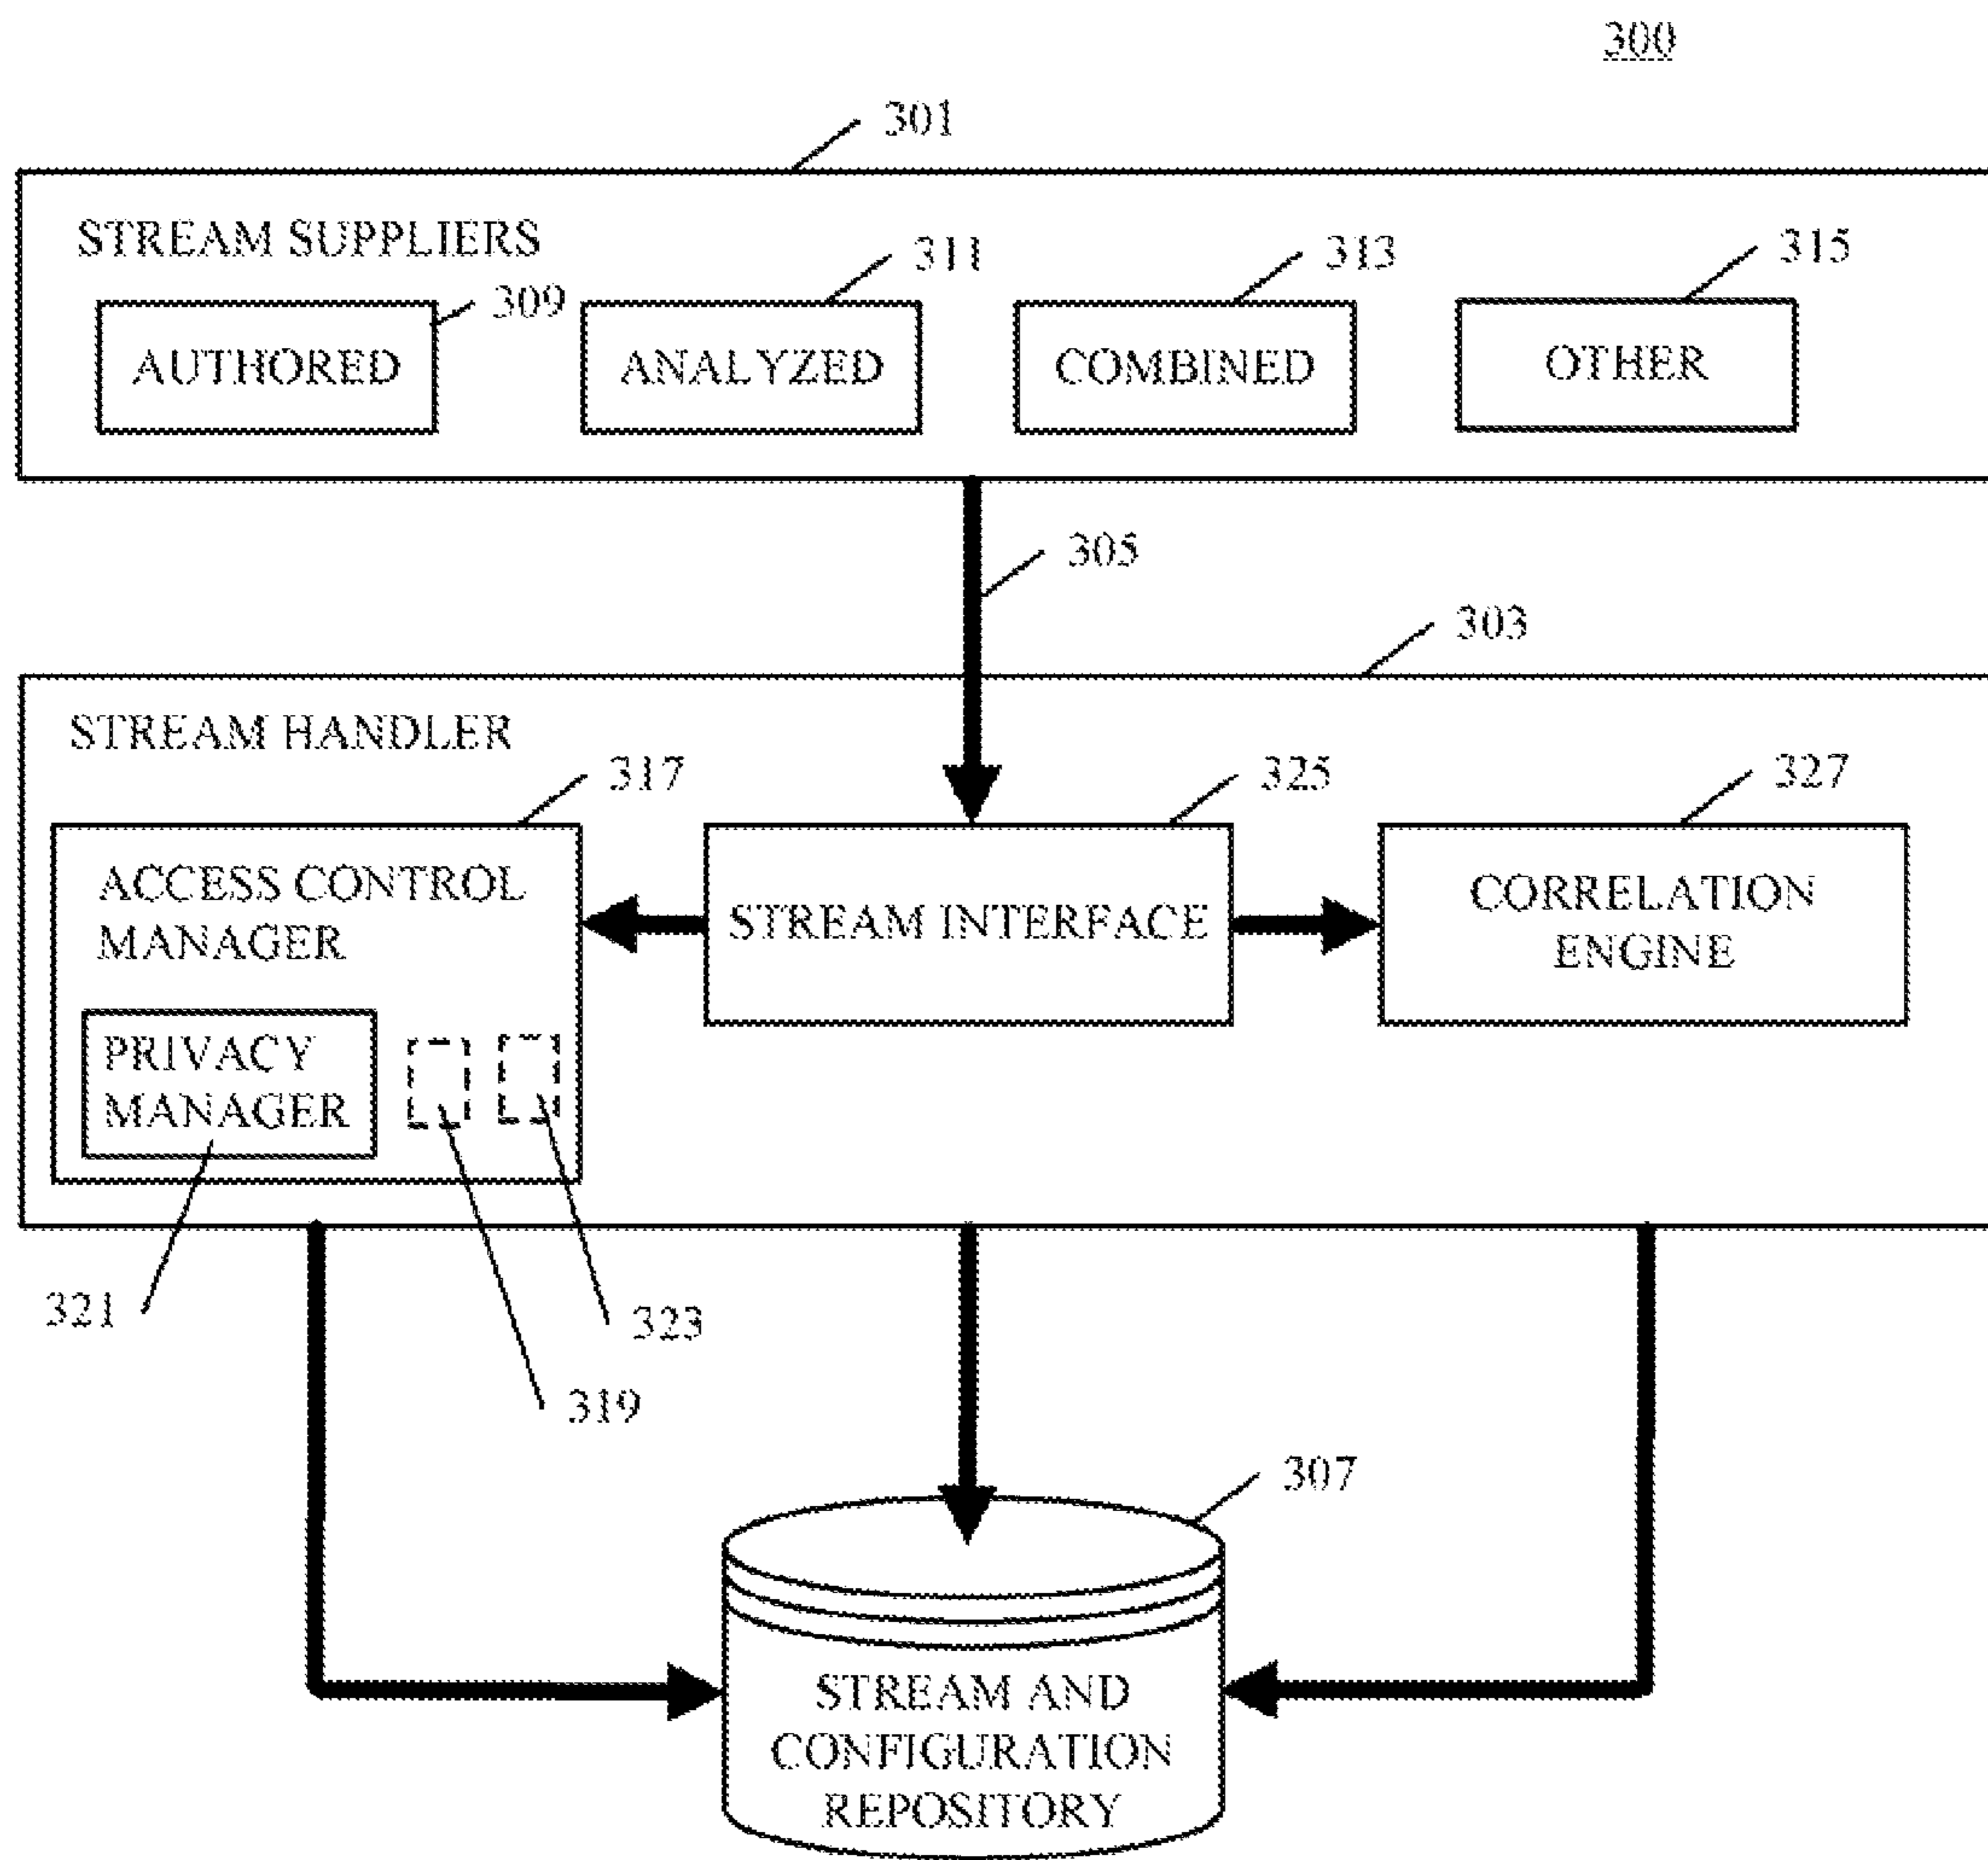 300
301
STREAM SUPPLIERS
309
311
313
315
AUTHORED
ANALYZED
COMBINED
OTHER
305
303
STREAM HANDLER
317
325
327
ACCESS CONTROL
MANAGER
STREAM INTERFACE
CORRELATION
ENGINE
PRIVACY
MANAGER
321
323
319
307
STREAM AND
CONFIGURATION
REPOSITORY